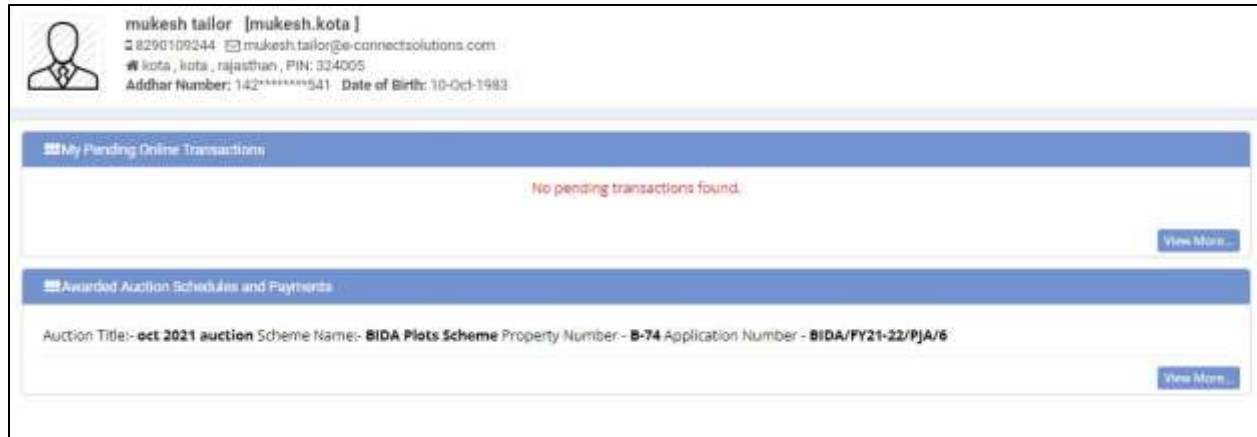 mukesh tailor [mukesh.kota ]
8290109244 mukesh.tailor@e-connectsolutions.com
kota , kota , rajasthan , PIN: 324005
Addhar Number: 142********541 Date of Birth: 10-Oct-1983
My Pending Online Transactions
No pending transactions found.
View More...
Awarded Auction Schedules and Payments
Auction Title:- oct 2021 auction Scheme Name:- BIDA Plots Scheme Property Number - B-74 Application Number - BIDA/FY21-22/PJA/6
View More...